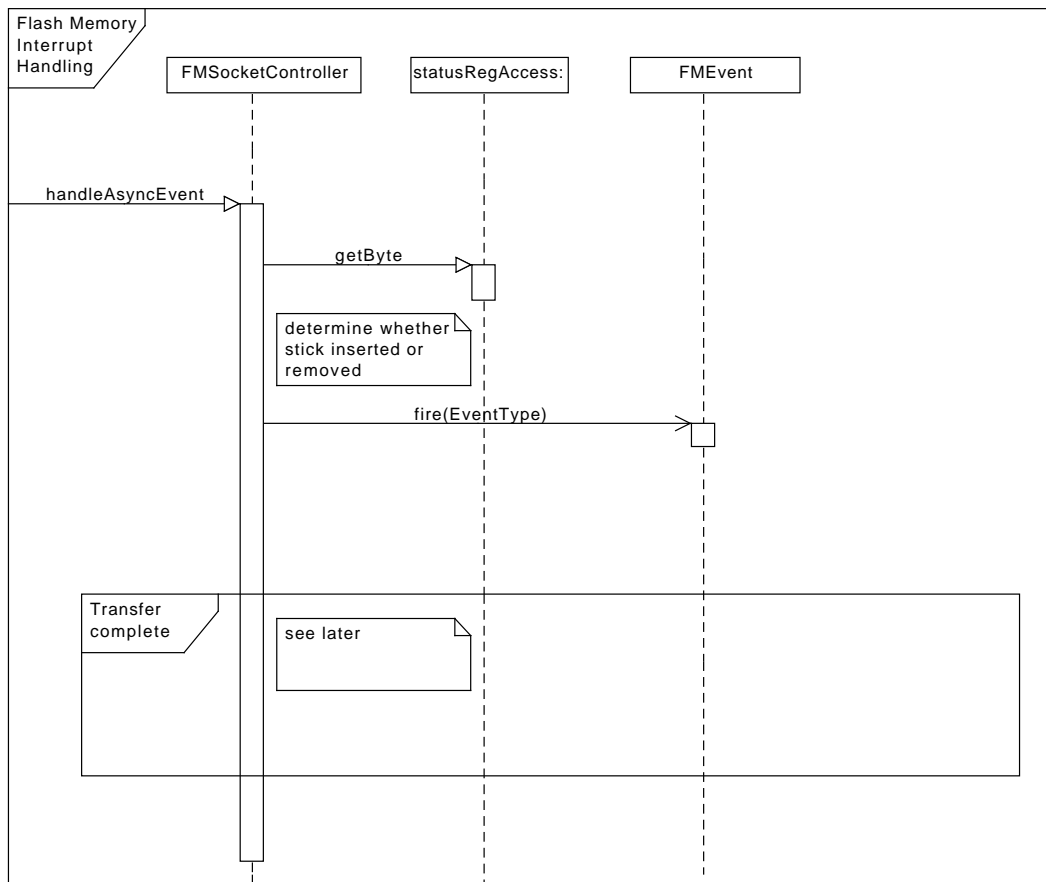 Flash Memory
Interrupt
Handling
FMSocketController
statusRegAccess:
FMEvent
handleAsyncEvent
getByte
determine whether
stick inserted or
removed
fire(EventType)
Transfer
complete
see later